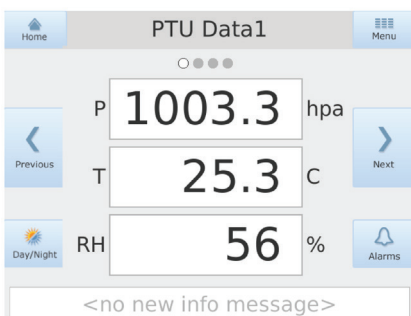 Home
PTU Data1
Menu
P 1003.3 hpa
Previous
T 25.3 C
Next
RH 56 %
Day/Night
Alarms
<no new info message>